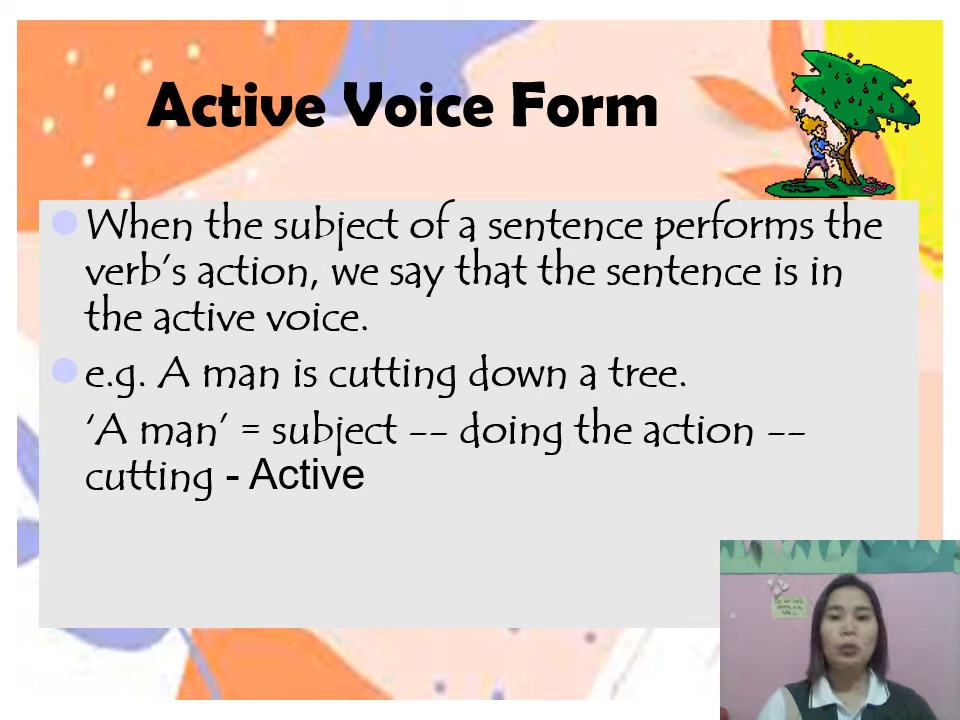 Active Voice Form
When the subject of a sentence performs the
verb's action, we say that the sentence is in
the active voice.
e.g. A man is cutting down a tree.
'A man' = subject -- doing the action --
cutting - Active